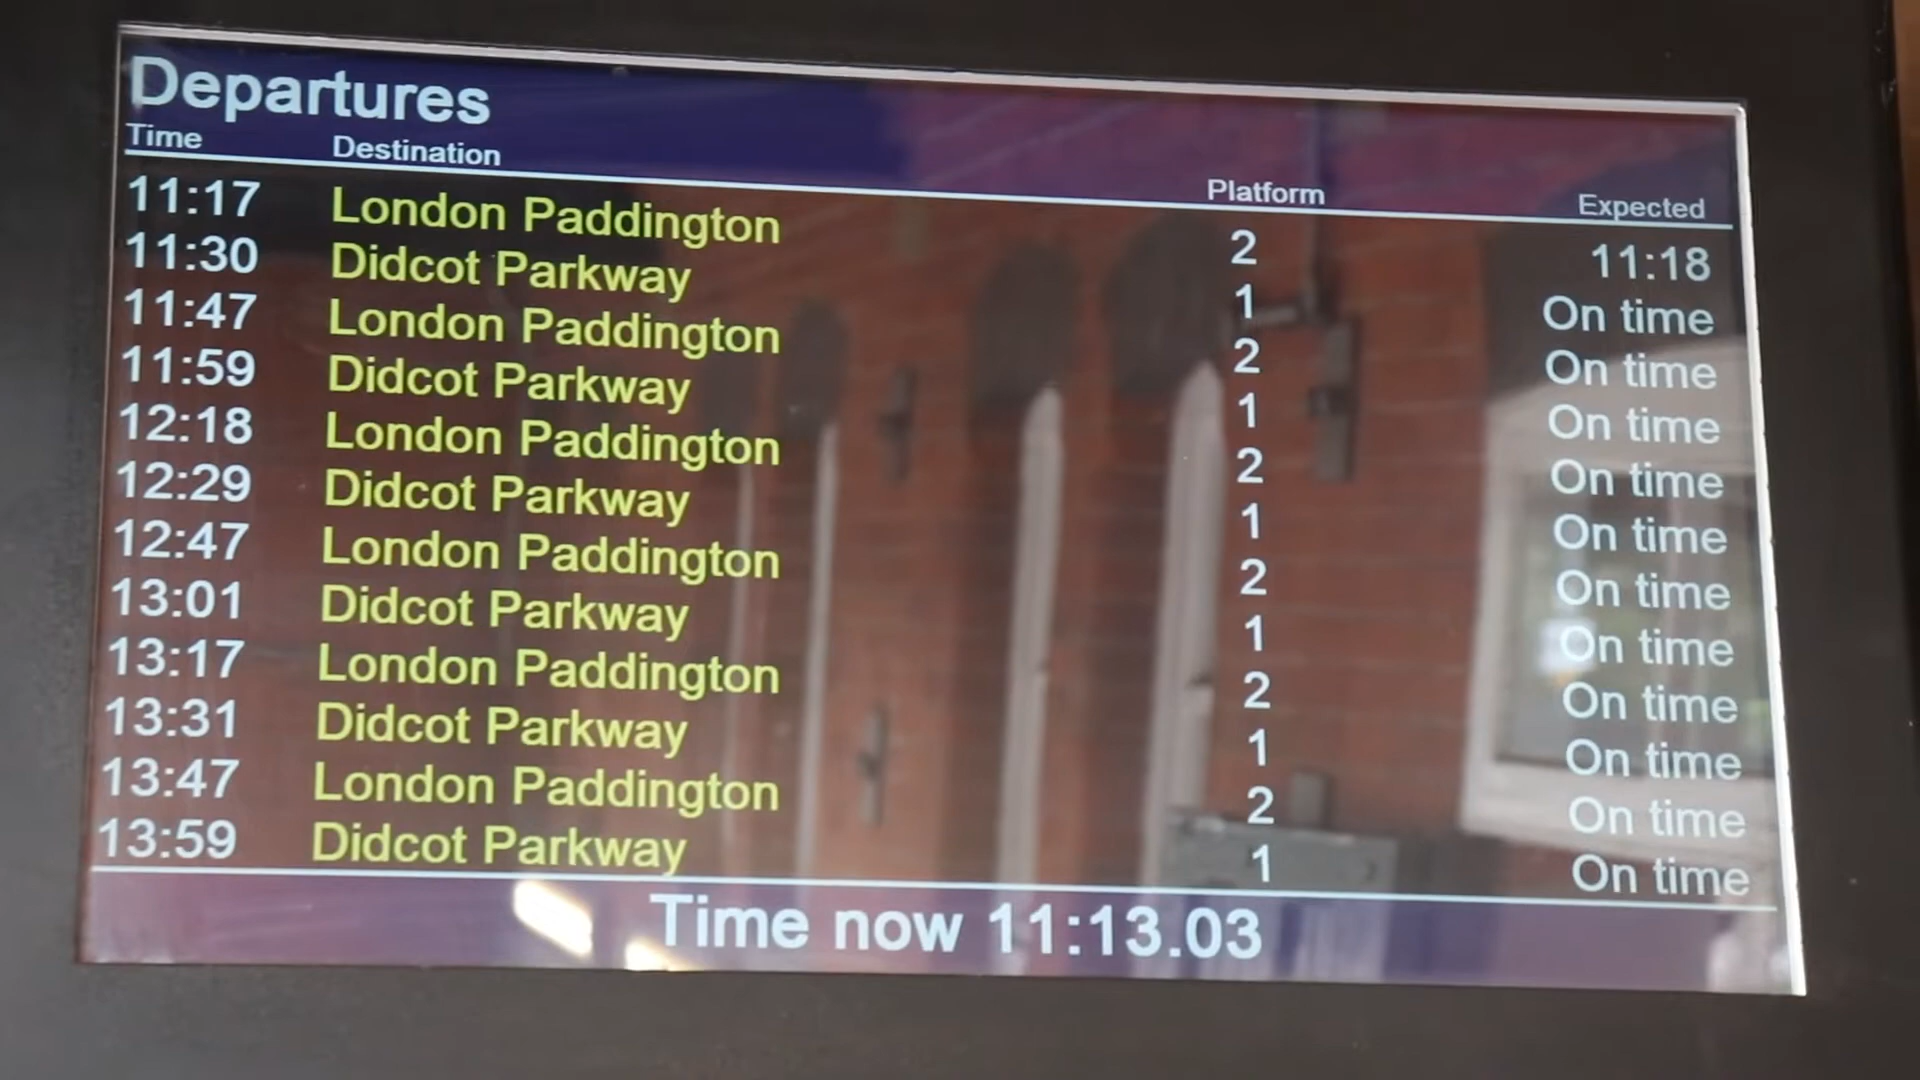 Departures
Time Destination Platform Expected
11:17 London Paddington 2 11:18
11:30 Didcot Parkway 1 On time
11:47 London Paddington 2 On time
11:59 Didcot Parkway 1 On time
12:18 London Paddington 2 On time
12:29 Didcot Parkway 1 On time
12:47 London Paddington 2 On time
13:01 Didcot Parkway 1 On time
13:17 London Paddington 2 On time
13:31 Didcot Parkway 1 On time
13:47 London Paddington 2 On time
13:59 Didcot Parkway 1 On time
Time now 11:13.03